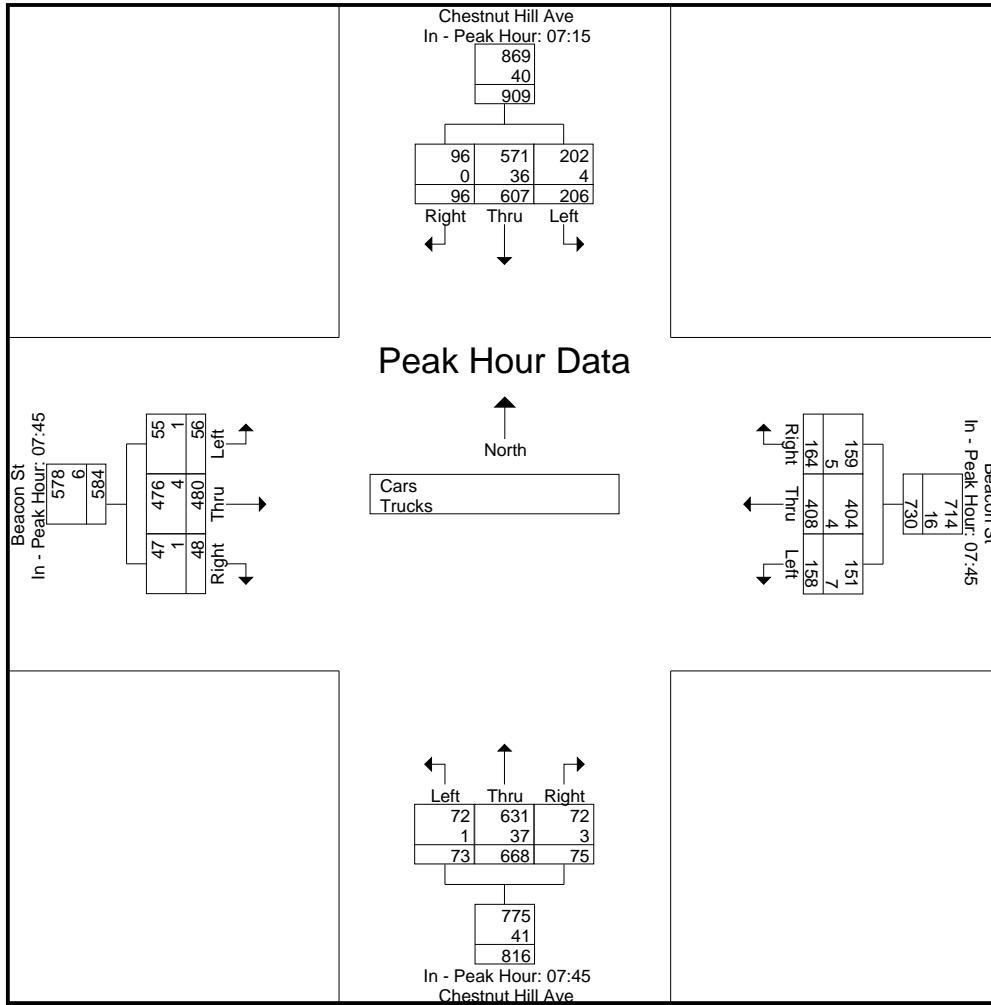 Chestnut Hill Ave
In - Peak Hour: 07:15
869
40
909
96 571 202
0 36 4
96 607 206
Right Thru Left
Peak Hour Data
North
Cars
Trucks
Beacon St
In - Peak Hour: 07:45
578
6
584
55 1 56 Left
476 4 480 Thru
47 1 48 Right
Beacon St
In - Peak Hour: 07:45
714
16
730
Right 164 5 159
Thru 408 4 404
Left 158 7 151
Left Thru Right
72 631 72
1 37 3
73 668 75
775
41
816
In - Peak Hour: 07:45
Chestnut Hill Ave